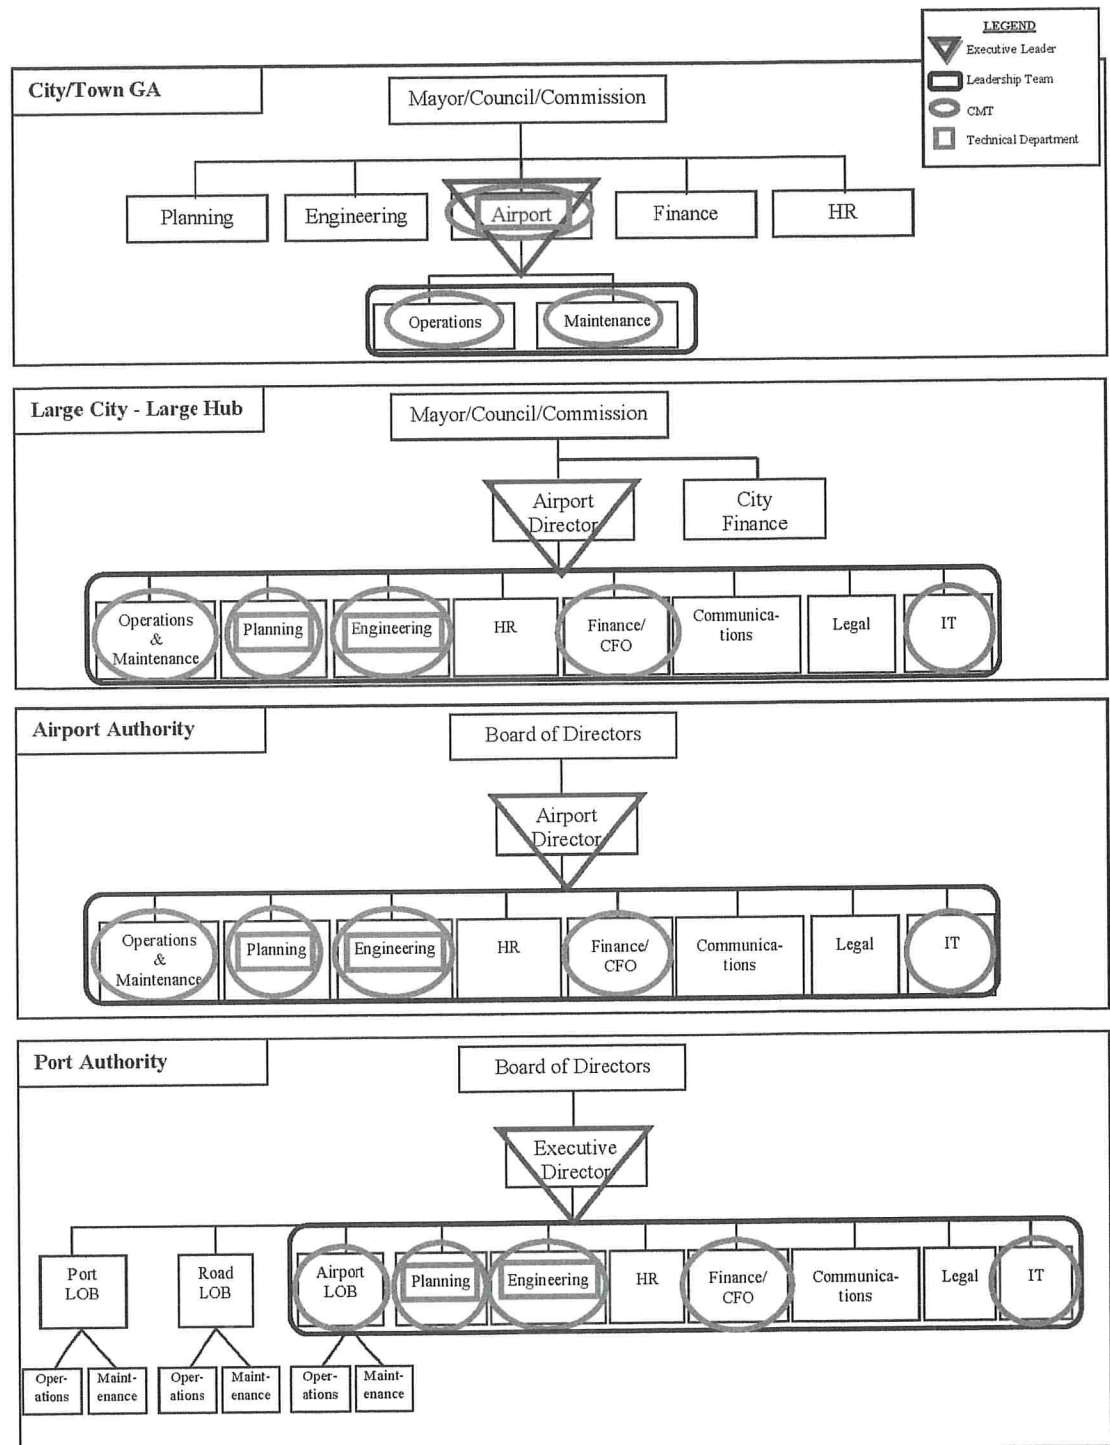 LEGEND
Executive Leader
Leadership Team
CMT
Technical Department
City/Town GA
Mayor/Council/Commission
Planning
Engineering
Airport
Finance
HR
Operations
Maintenance
Large City - Large Hub
Mayor/Council/Commission
Airport
Director
City
Finance
Operations
&
Maintenance
Planning
Engineering
HR
Finance/
CFO
Communica-
tions
Legal
IT
Airport Authority
Board of Directors
Airport
Director
Operations
&
Maintenance
Planning
Engineering
HR
Finance/
CFO
Communica-
tions
Legal
IT
Port Authority
Board of Directors
Executive
Director
Port
LOB
Road
LOB
Airport
LOB
Planning
Engineering
HR
Finance/
CFO
Communica-
tions
Legal
IT
Oper-
ations
Maint-
enance
Oper-
ations
Maint-
enance
Oper-
ations
Maint-
enance